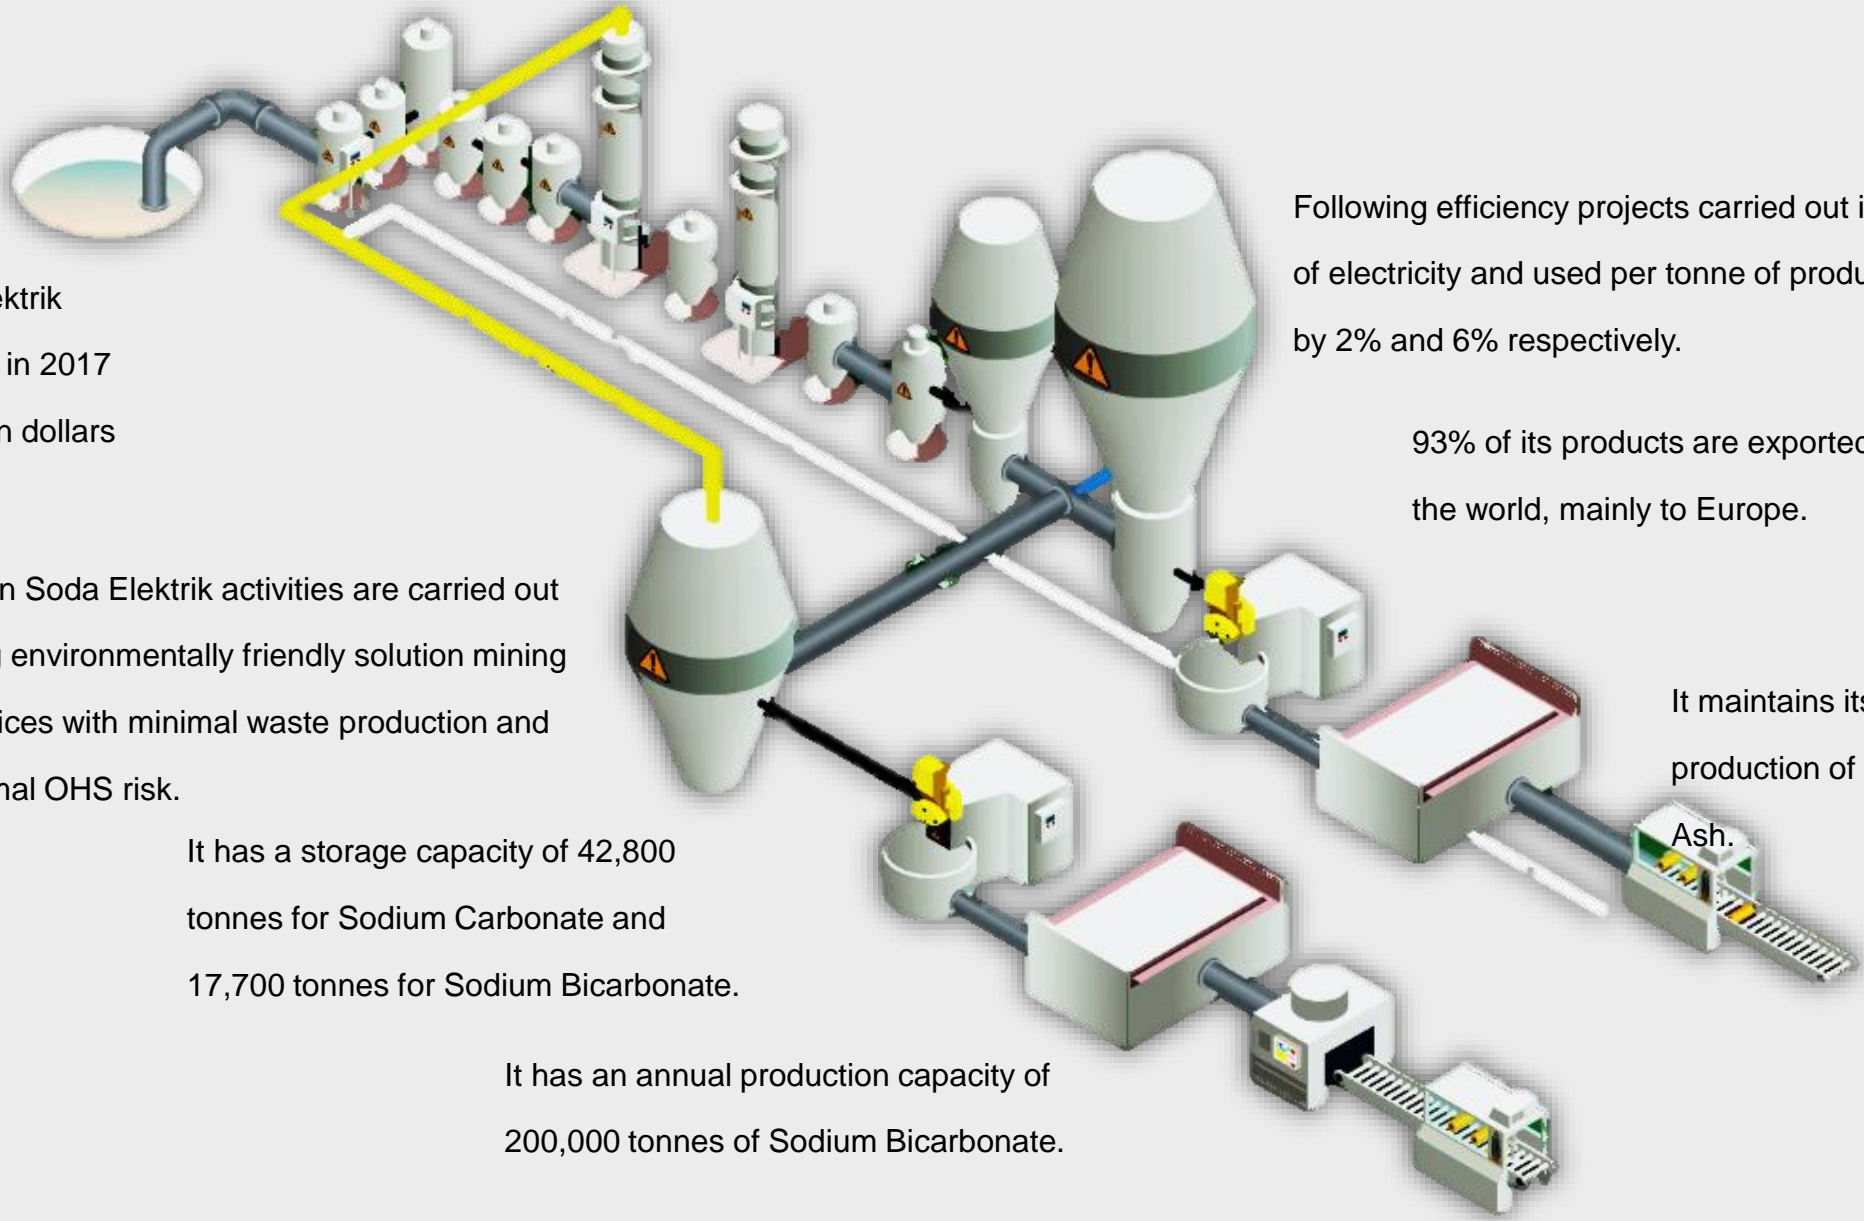 ektrik
in 2017
n dollars
n Soda Elektrik activities are carried out
g environmentally friendly solution mining
ices with minimal waste production and
nal OHS risk.
It has a storage capacity of 42,800
tonnes for Sodium Carbonate and
17,700 tonnes for Sodium Bicarbonate.
It has an annual production capacity of
200,000 tonnes of Sodium Bicarbonate.
Following efficiency projects carried out i
of electricity and used per tonne of produ
by 2% and 6% respectively.
93% of its products are exported
the world, mainly to Europe.
It maintains its
production of
Ash.